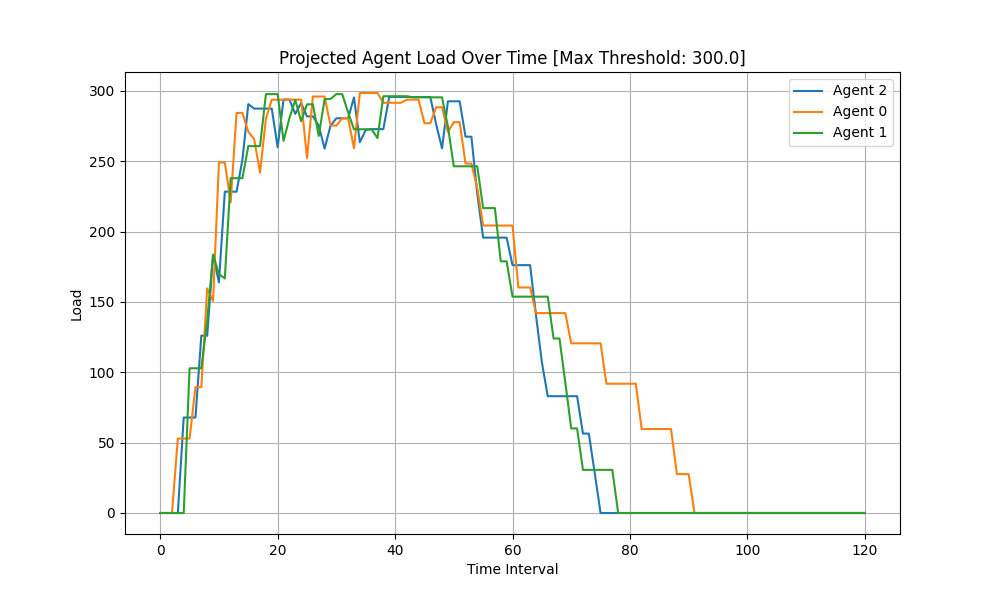 Projected Agent Load Over Time [Max Threshold: 300.0]
Agent 2
Agent 0
Agent 1
300
250
200
150
100
50
0
Load
0 20 40 60 80 100 120
Time Interval